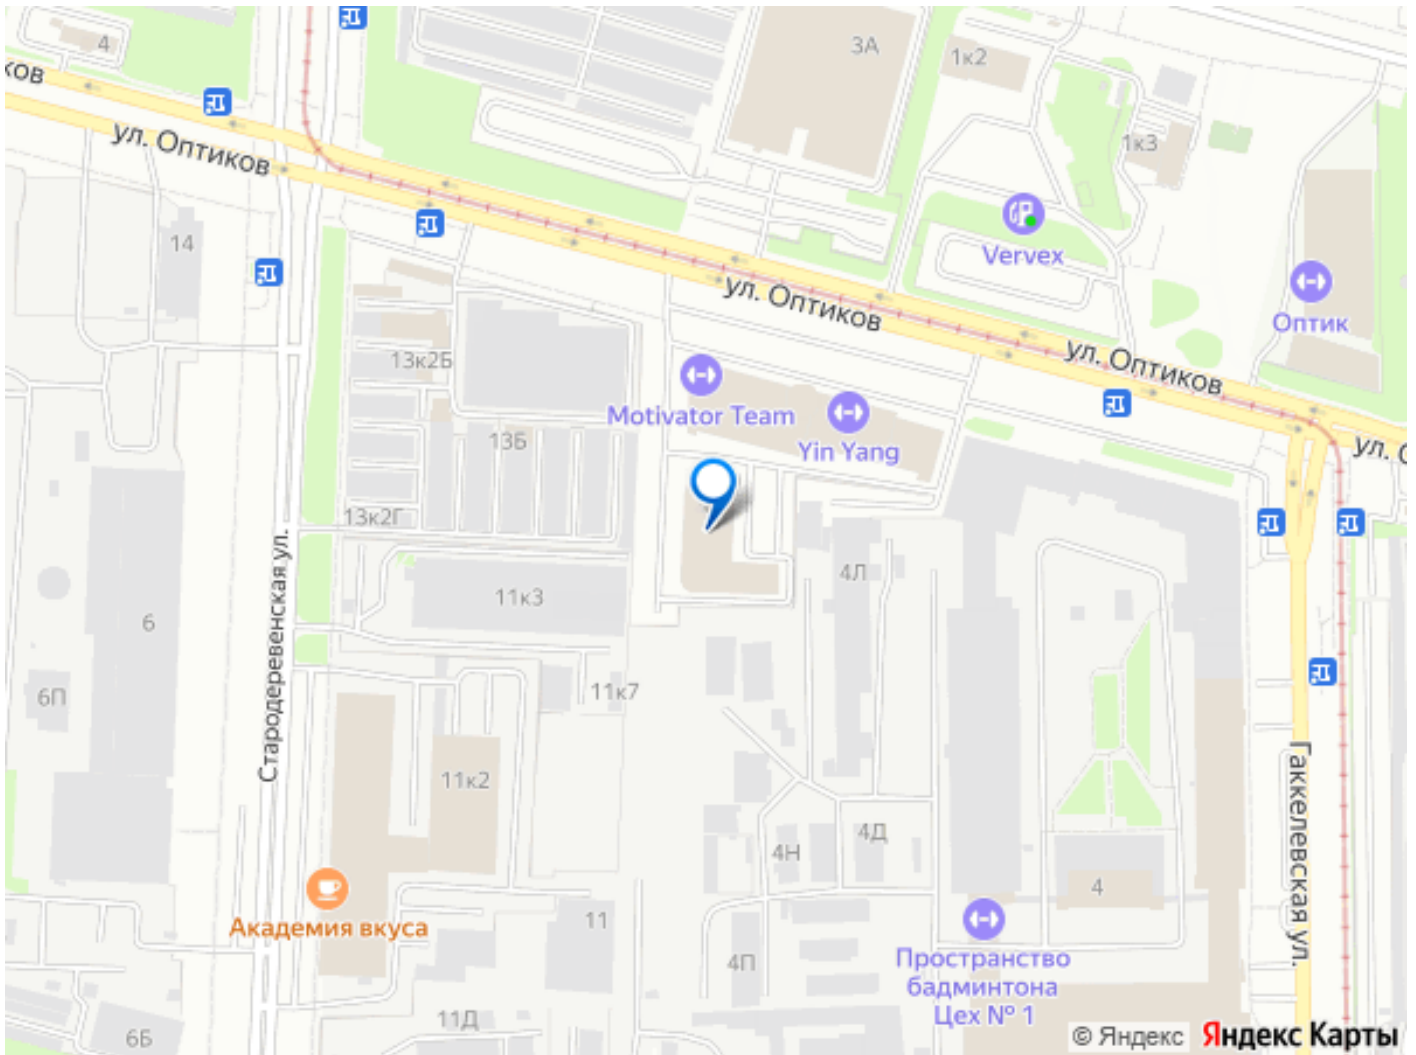 4
3А
1к2
ков
ул. Оптиков
1к3
Vervex
14
ул. Оптиков
Оптик
13к2Б
ул. Оптиков
Motivator Team
Yin Yang
13Б
ул. О
13к2Г
Стародеревенская ул.
4Л
11к3
6
6П
11к7
Гаккелевская ул.
11к2
4Д
4Н
4
Академия вкуса
11
4П
Пространство
бадминтона
Цех № 1
11Д
6Б
© Яндекс Яндекс Карты